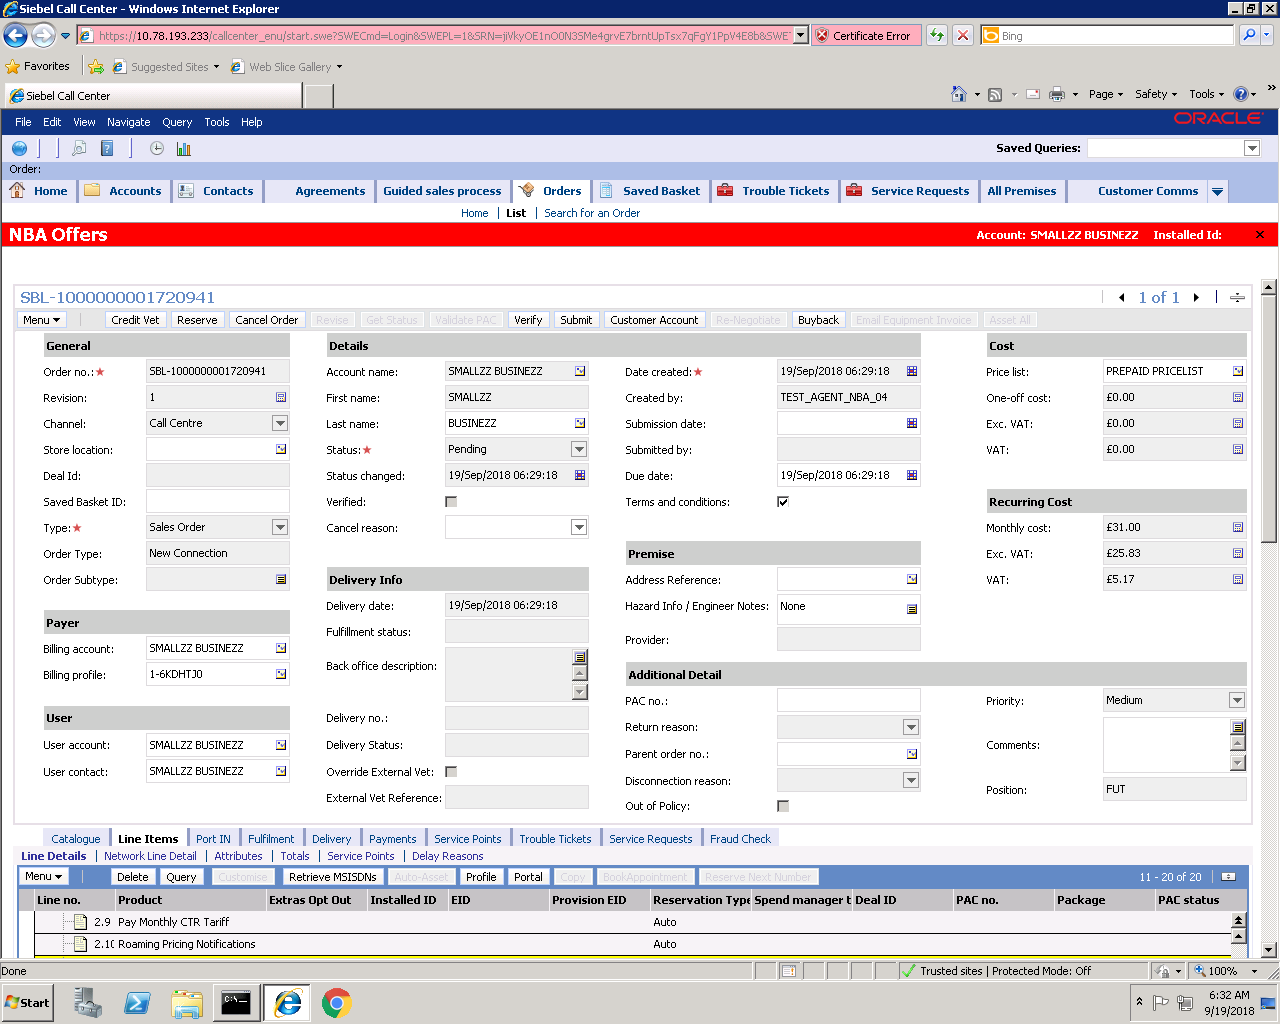 Siebel Call Center - Windows Internet Explorer
https://10.78.193.233/callcenter_enu/start.swe?SWECmd=Login&SWEPL=1&SRN= Certificate Error Bing
Favorites Suggested Sites Web Slice Gallery
Siebel Call Center Page Safety Tools »
File Edit View Navigate Query Tools Help ORACLE
Saved Queries:
Order:
Home Accounts Contacts Agreements Guided sales process Orders Saved Basket Trouble Tickets Service Requests All Premises Customer Comms
Home List Search for an Order
NBA Offers Account: SMALLZZ BUSINEZZ Installed Id:
SBL-1000000001720941 1 of 1
Menu Credit Vet Reserve Cancel Order Revise Get Status Validate PAC Verify Submit Customer Account Re-Negotiate Buyback Email Equipment Invoice Asset All
General Details Cost
Order no.: SBL-1000000001720941 Account name: SMALLZZ BUSINEZZ Date created: 19/Sep/2018 06:29:18 Price list: PREPAID PRICELIST
Revision: 1 First name: SMALLZZ Created by: TEST_AGENT_NBA_04 One-off cost: £0.00
Channel: Call Centre Last name: BUSINEZZ Submission date: Exc. VAT: £0.00
Store location: Status: Pending Submitted by: VAT: £0.00
Deal Id: Status changed: 19/Sep/2018 06:29:18 Due date: 19/Sep/2018 06:29:18
Saved Basket ID: Verified: Terms and conditions: Recurring Cost
Type: Sales Order Cancel reason: Monthly cost: £31.00
Order Type: New Connection Premise Exc. VAT: £25.83
Order Subtype: Delivery Info Address Reference: VAT: £5.17
Delivery date: 19/Sep/2018 06:29:18 Hazard Info / Engineer Notes: None
Payer Fulfillment status: Provider:
Billing account: SMALLZZ BUSINEZZ Back office description:
Billing profile: 1-6KDHTJ0 Additional Detail
PAC no.: Priority: Medium
User Delivery no.: Return reason:
User account: SMALLZZ BUSINEZZ Delivery Status: Parent order no.: Comments:
User contact: SMALLZZ BUSINEZZ Override External Vet: Disconnection reason:
External Vet Reference: Out of Policy: Position: FUT
Catalogue Line Items Port IN Fulfilment Delivery Payments Service Points Trouble Tickets Service Requests Fraud Check
Line Details Network Line Detail Attributes Totals Service Points Delay Reasons
Menu Delete Query Customise Retrieve MSISDNs Auto-Asset Profile Portal Copy BookAppointment Reserve Next Number 11 - 20 of 20
Line no. Product Extras Opt Out Installed ID EID Provision EID Reservation Type Spend manager t Deal ID PAC no. Package PAC status
2.9 Pay Monthly CTR Tariff Auto
2.10 Roaming Pricing Notifications Auto
Done Trusted sites | Protected Mode: Off 100%
Start 6:32 AM
9/19/2018